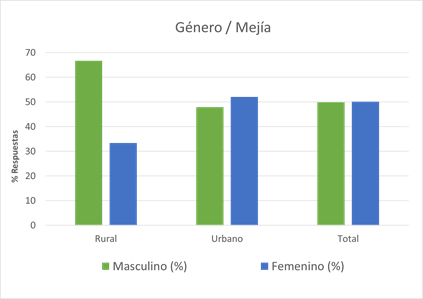 Género / Mejía
70
60
50
40
30
20
10
0
% Respuestas
Rural Urbano Total
Masculino (%) Femenino (%)